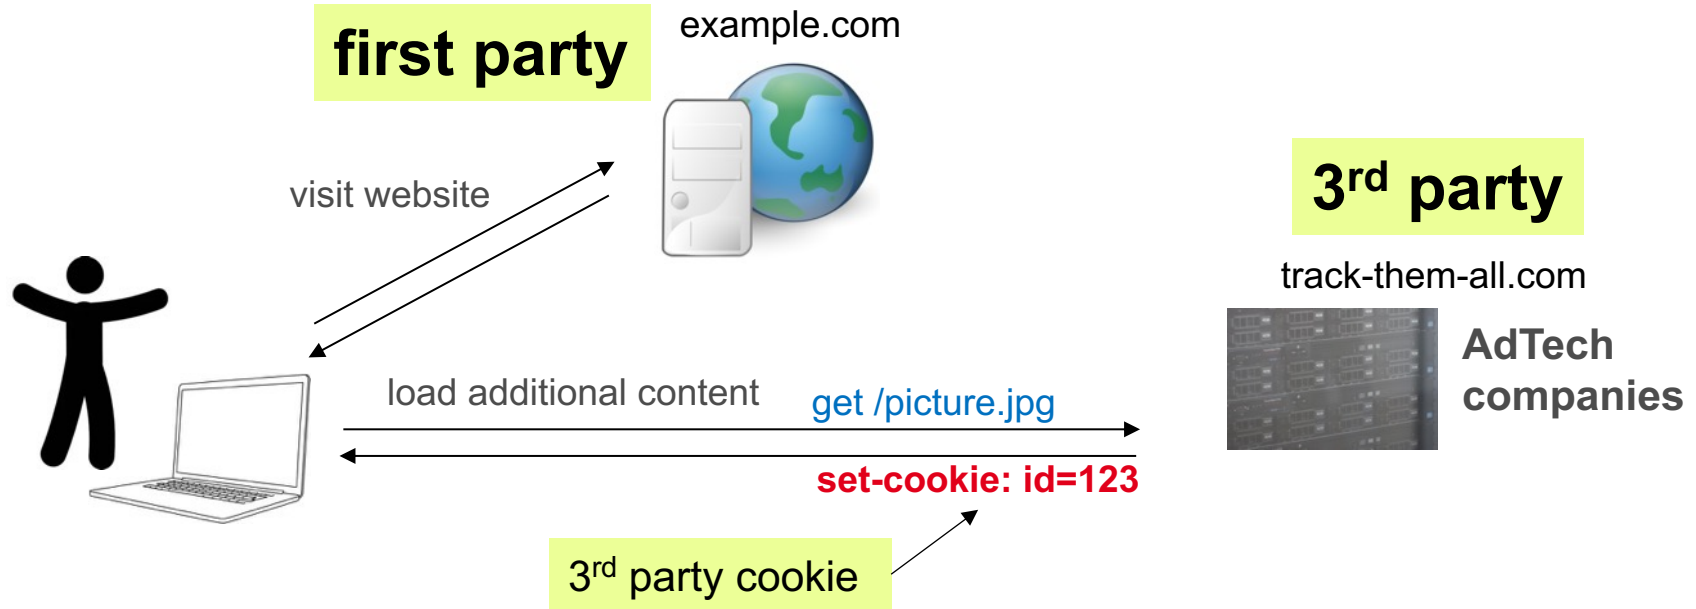 first party
example.com
visit website
3rd party
track-them-all.com
AdTech
companies
load additional content
get /picture.jpg
set-cookie: id=123
3rd party cookie